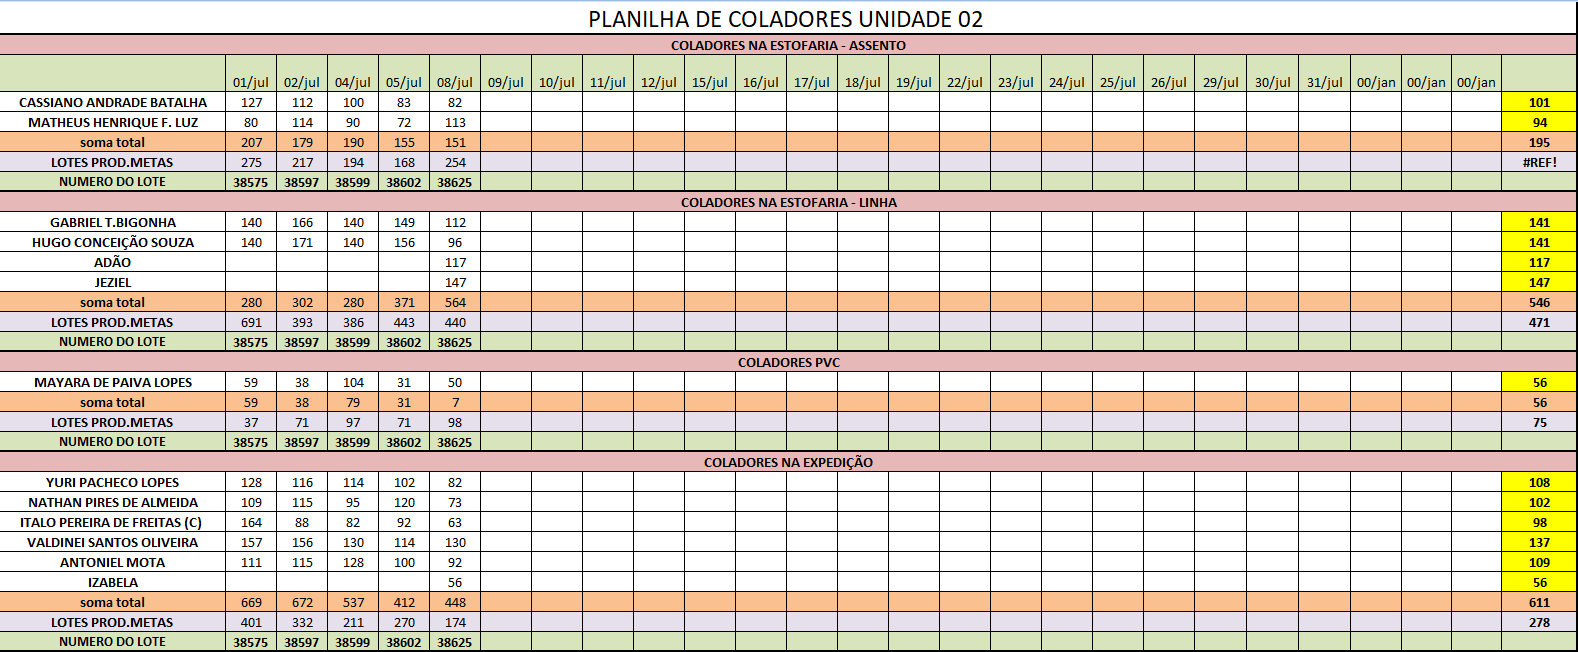 PLANILHA DE COLADORES UNIDADE 02
COLADORES NA ESTOFARIA - ASSENTO
01/jul 02/jul 04/jul 05/jul 08/jul 09/jul 10/jul 11/jul 12/jul 15/jul 16/jul 17/jul 18/jul 19/jul 22/jul 23/jul 24/jul 25/jul 26/jul 29/jul 30/jul 31/jul 00/jan 00/jan 00/jan
CASSIANO ANDRADE BATALHA 127 112 100 83 82 101
MATHEUS HENRIQUE F. LUZ 80 114 90 72 113 94
soma total 207 179 190 155 151 195
LOTES PROD.METAS 275 217 194 168 254 #REF!
NUMERO DO LOTE 38575 38597 38599 38602 38625
COLADORES NA ESTOFARIA - LINHA
GABRIEL T.BIGONHA 140 166 140 149 112 141
HUGO CONCEIÇÃO SOUZA 140 171 140 156 96 141
ADÃO 117 117
JEZIEL 147 147
soma total 280 302 280 371 564 546
LOTES PROD.METAS 691 393 386 443 440 471
NUMERO DO LOTE 38575 38597 38599 38602 38625
COLADORES PVC
MAYARA DE PAIVA LOPES 59 38 104 31 50 56
soma total 59 38 79 31 7 56
LOTES PROD.METAS 37 71 97 71 98 75
NUMERO DO LOTE 38575 38597 38599 38602 38625
COLADORES NA EXPEDIÇÃO
YURI PACHECO LOPES 128 116 114 102 82 108
NATHAN PIRES DE ALMEIDA 109 115 95 120 73 102
ITALO PEREIRA DE FREITAS (C) 164 88 82 92 63 98
VALDINEI SANTOS OLIVEIRA 157 156 130 114 130 137
ANTONIEL MOTA 111 115 128 100 92 109
IZABELA 56 56
soma total 669 672 537 412 448 611
LOTES PROD.METAS 401 332 211 270 174 278
NUMERO DO LOTE 38575 38597 38599 38602 38625